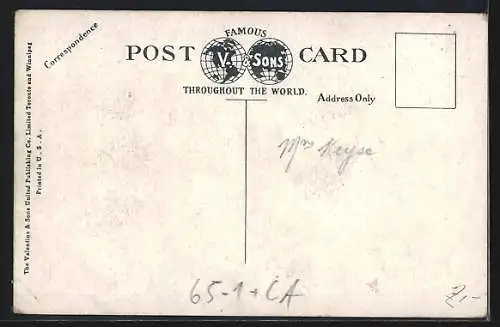 FAMOUS
POST CARD
V. & SONS
THROUGHOUT THE WORLD.
Correspondence
Address Only
The Valentine & Sons United Publishing Co. Limited Toronto and Winnipeg
Printed in U. S. A.
Mrs Keyse
65-1 + CA
7,-